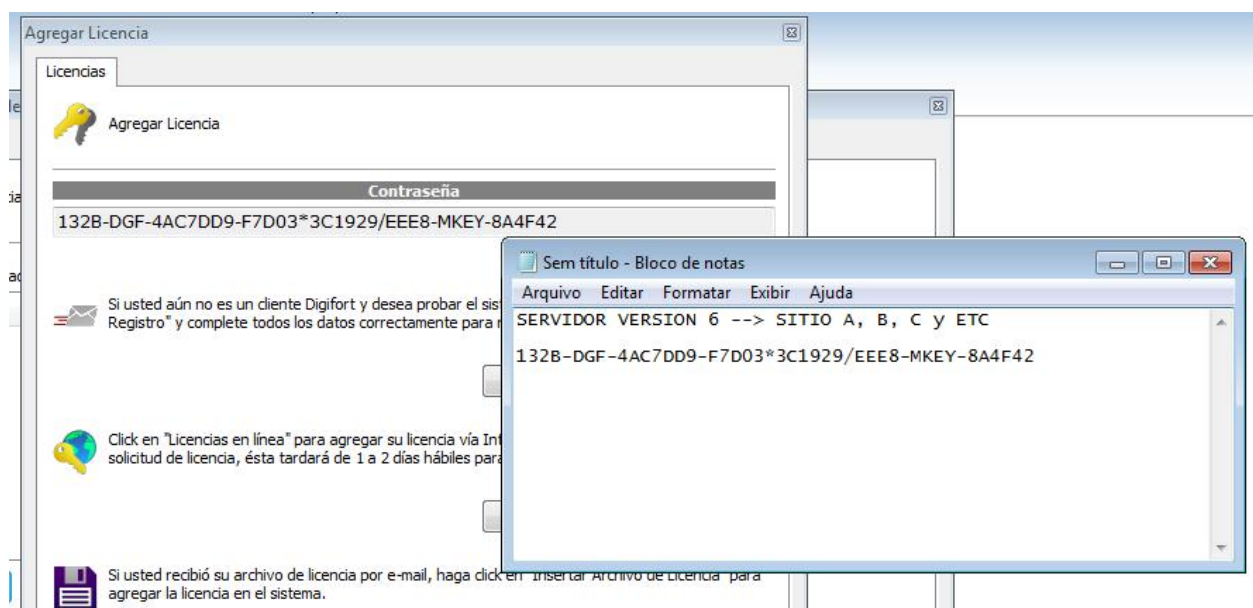 Agregar Licencia
Licencias
Agregar Licencia
Contraseña
132B-DGF-4AC7DD9-F7D03*3C1929/EEE8-MKEY-8A4F42
Si usted aún no es un cliente Digifort y desea probar el
Registro" y complete todos los datos correctamente para
Click en "Licencias en línea" para agregar su licencia vía
solicitud de licencia, ésta tardará de 1 a 2 días hábiles
Si usted recibió su archivo de licencia por e-mail, haga click en "Insertar Archivo de Licencia" para
agregar la licencia en el sistema.
Sem título - Bloco de notas
Arquivo Editar Formatar Exibir Ajuda
SERVIDOR VERSION 6 --> SITIO A, B, C y ETC
132B-DGF-4AC7DD9-F7D03*3C1929/EEE8-MKEY-8A4F42